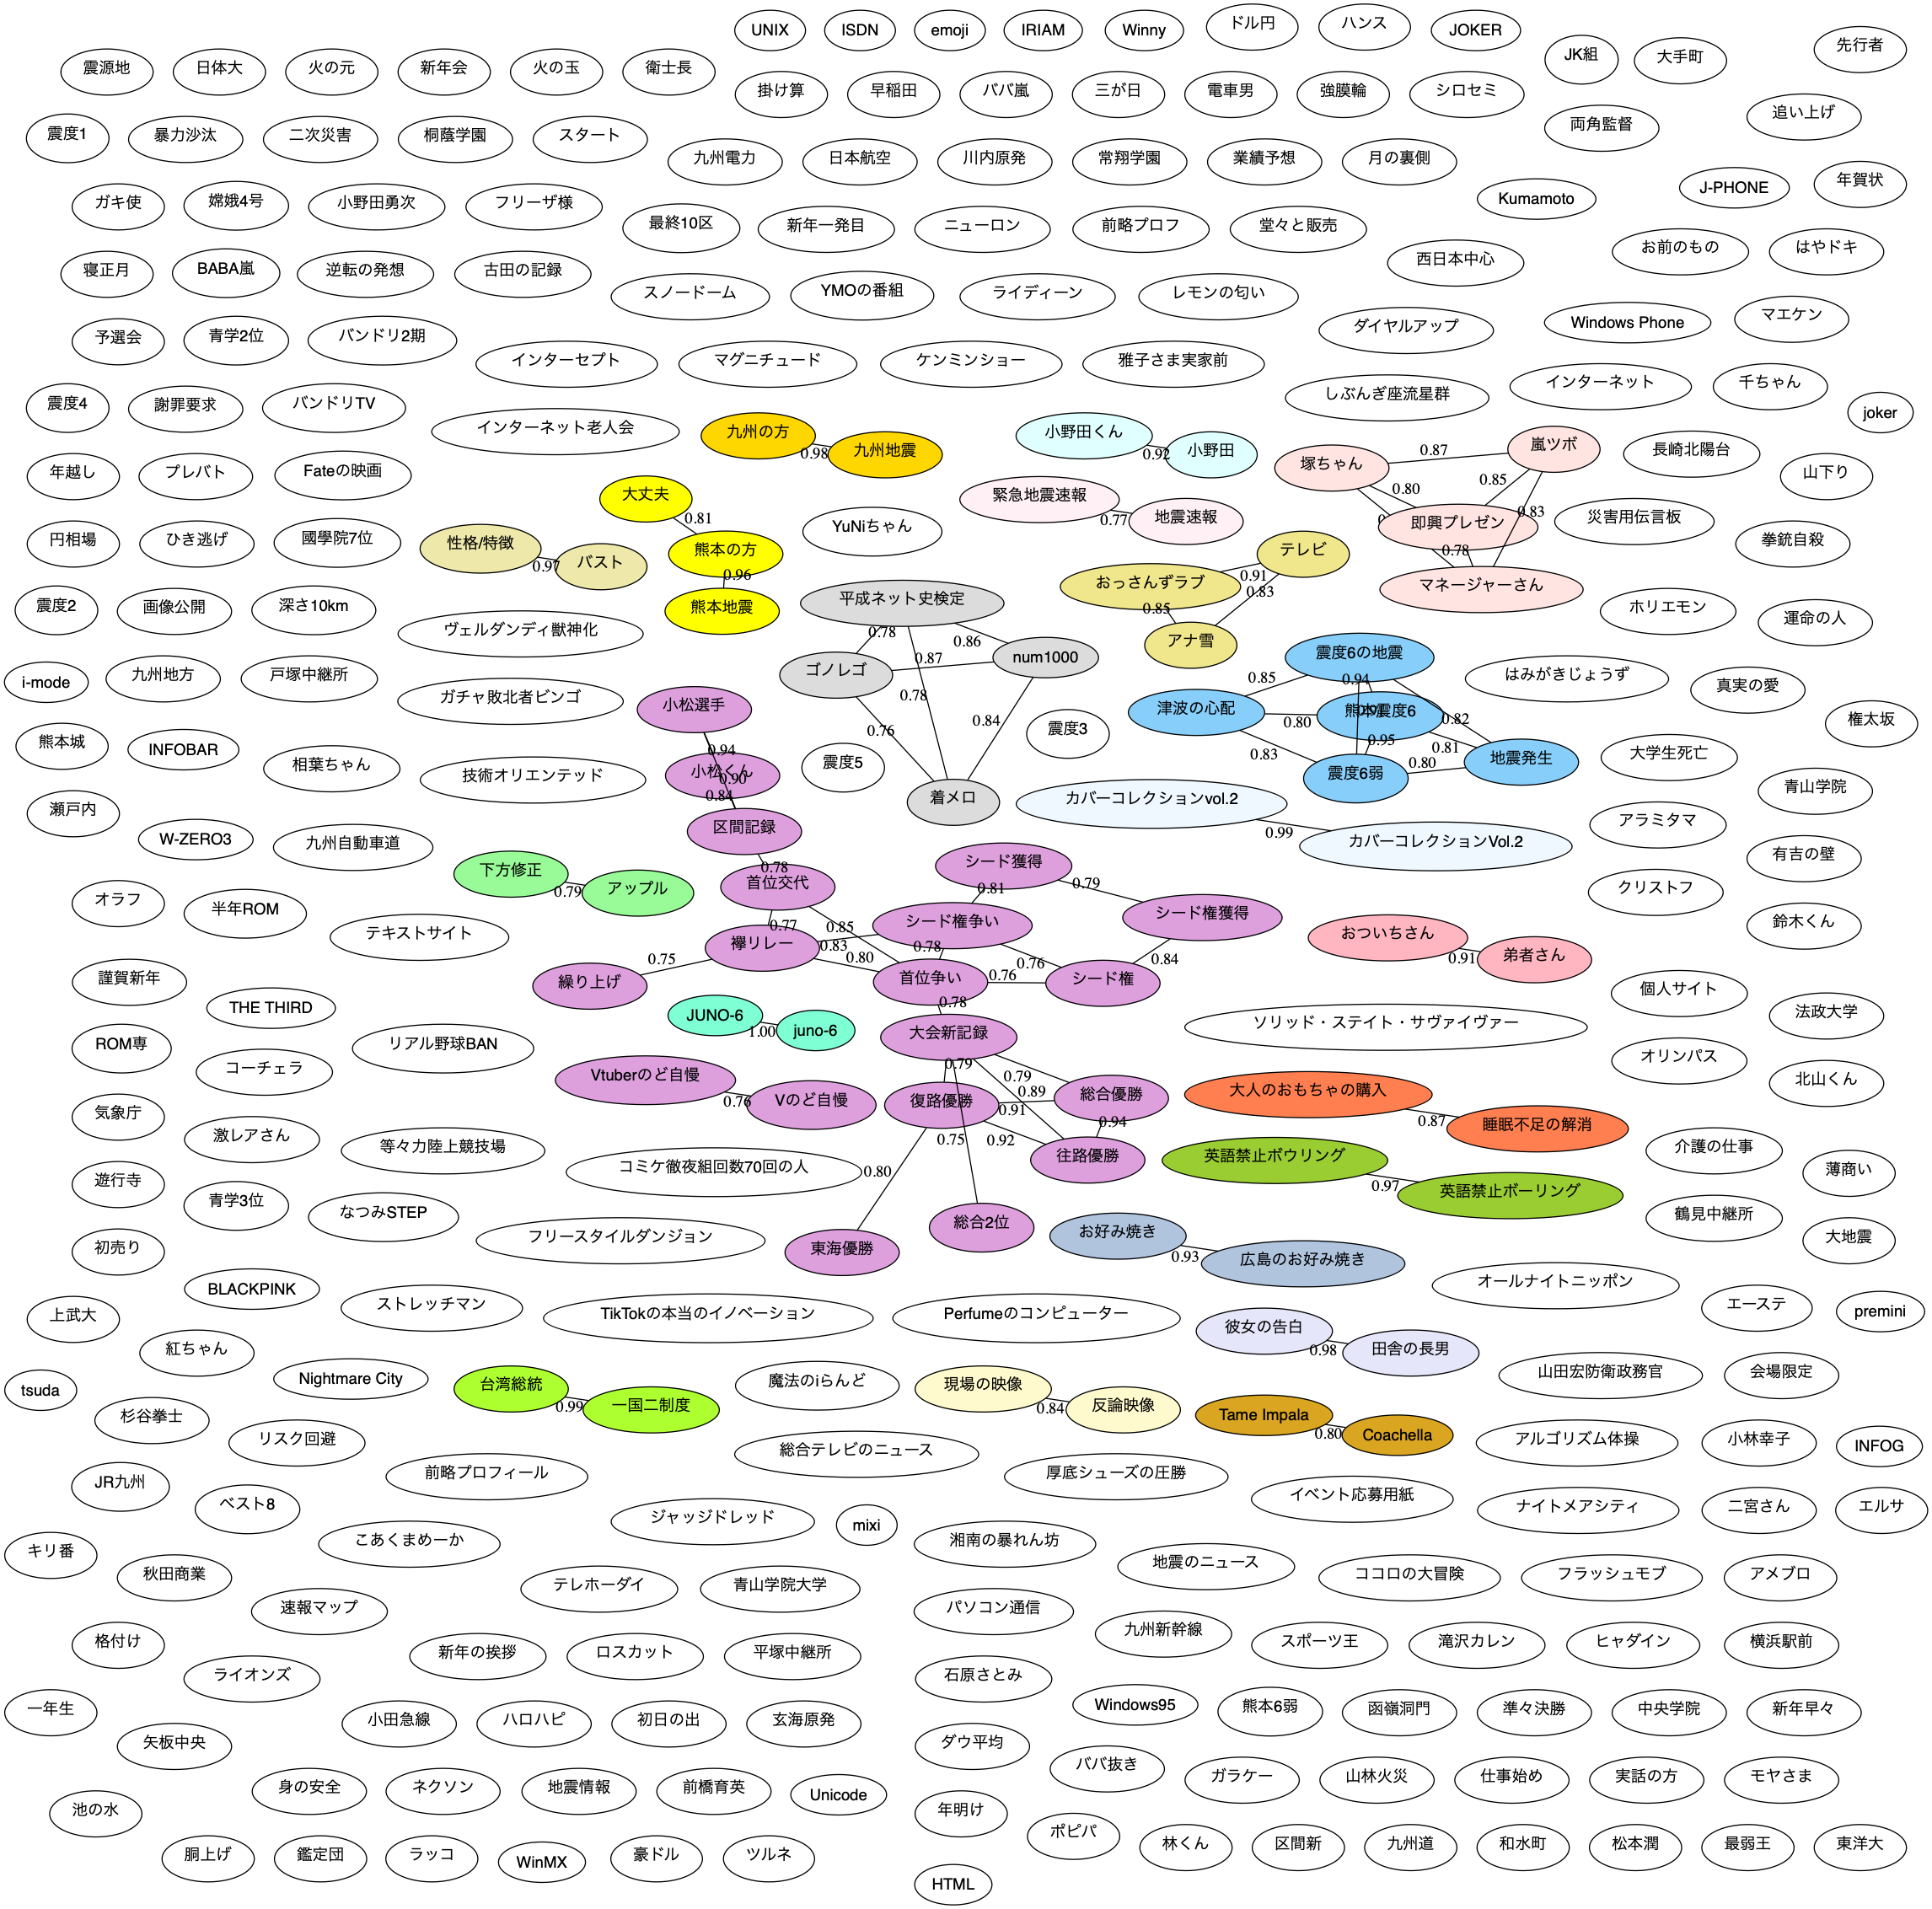 UNIX
ISDN
emoji
IRIAM
Winny
ドル円
ハンス
JOKER
JK組
大手町
先行者
震源地
日体大
火の元
新年会
火の玉
衛士長
掛け算
早稲田
ババ嵐
三が日
電車男
強膜輪
シロセミ
両角監督
追い上げ
震度1
暴力沙汰
二次災害
桐蔭学園
スタート
九州電力
日本航空
川内原発
常翔学園
業績予想
月の裏側
Kumamoto
J-PHONE
年賀状
ガキ使
嫦娥4号
小野田勇次
フリーザ様
最終10区
新年一発目
ニューロン
前略プロフ
堂々と販売
西日本中心
お前のもの
はやドキ
寝正月
BABA嵐
逆転の発想
古田の記録
スノードーム
YMOの番組
ライディーン
レモンの匂い
ダイヤルアップ
Windows Phone
マエケン
予選会
青学2位
バンドリ2期
インターセプト
マグニチュード
ケンミンショー
雅子さま実家前
しぶんぎ座流星群
インターネット
千ちゃん
joker
震度4
謝罪要求
バンドリTV
インターネット老人会
九州の方
0.98
九州地震
小野田くん
0.92
小野田
塚ちゃん
0.87
嵐ツボ
0.85
0.80
0.83
即興プレゼン
0.78
マネージャーさん
長崎北陽台
山下り
年越し
プレバト
Fateの映画
大丈夫
0.81
熊本の方
0.96
熊本地震
緊急地震速報
0.77
地震速報
災害用伝言板
拳銃自殺
円相場
ひき逃げ
國學院7位
性格/特徴
0.97
バスト
YuNiちゃん
テレビ
おっさんずラブ
0.91
0.83
0.85
アナ雪
震度2
画像公開
深さ10km
ヴェルダンディ獣神化
平成ネット史検定
0.78
0.86
ゴノレゴ
0.87
num1000
0.78
0.76
0.84
着メロ
ホリエモン
運命の人
i-mode
九州地方
戸塚中継所
ガチャ敗北者ビンゴ
震度5
震度3
震度6の地震
0.85
0.94
津波の心配
0.80
熊本震度6
0.82
0.83
0.95
0.81
震度6弱
0.80
地震発生
はみがきじょうず
真実の愛
権太坂
熊本城
INFOBAR
相葉ちゃん
技術オリエンテッド
小松選手
0.94
小松くん
0.90
0.84
区間記録
0.78
首位交代
0.77
0.85
襷リレー
0.83
0.80
0.75
繰り上げ
シード獲得
0.81
0.79
シード権争い
シード権獲得
0.78
0.76
0.84
首位争い
0.76
シード権
0.78
大会新記録
0.79
0.79
0.89
復路優勝
0.91
総合優勝
0.94
0.75
0.92
往路優勝
0.80
総合2位
東海優勝
カバーコレクションvol.2
0.99
カバーコレクションVol.2
大学生死亡
青山学院
瀬戸内
W-ZERO3
九州自動車道
アラミタマ
有吉の壁
下方修正
0.79
アップル
オラフ
半年ROM
テキストサイト
クリストフ
鈴木くん
おついちさん
0.91
弟者さん
謹賀新年
THE THIRD
JUNO-6
1.00
juno-6
ソリッド・ステイト・サヴァイヴァー
個人サイト
法政大学
ROM専
コーチェラ
リアル野球BAN
Vtuberのど自慢
0.76
Vのど自慢
オリンパス
北山くん
大人のおもちゃの購入
0.87
睡眠不足の解消
気象庁
激レアさん
等々力陸上競技場
コミケ徹夜組回数70回の人
英語禁止ボウリング
0.97
英語禁止ボーリング
介護の仕事
薄商い
遊行寺
青学3位
なつみSTEP
フリースタイルダンジョン
お好み焼き
0.93
広島のお好み焼き
鶴見中継所
大地震
初売り
BLACKPINK
ストレッチマン
TikTokの本当のイノベーション
Perfumeのコンピューター
オールナイトニッポン
エーステ
premini
上武大
紅ちゃん
Nightmare City
彼女の告白
0.98
田舎の長男
山田宏防衛政務官
会場限定
tsuda
杉谷拳士
リスク回避
台湾総統
0.99
一国二制度
魔法のiらんど
現場の映像
0.84
反論映像
Tame Impala
0.80
Coachella
アルゴリズム体操
小林幸子
INFOG
JR九州
ベスト8
前略プロフィール
総合テレビのニュース
厚底シューズの圧勝
イベント応募用紙
ナイトメアシティ
二宮さん
エルサ
キリ番
こあくまめーか
ジャッジドレッド
mixi
湘南の暴れん坊
地震のニュース
ココロの大冒険
フラッシュモブ
アメブロ
秋田商業
速報マップ
テレホーダイ
青山学院大学
パソコン通信
九州新幹線
スポーツ王
滝沢カレン
ヒャダイン
横浜駅前
格付け
ライオンズ
新年の挨拶
ロスカット
平塚中継所
石原さとみ
Windows95
熊本6弱
函嶺洞門
準々決勝
中央学院
新年早々
一年生
矢板中央
小田急線
ハロハピ
初日の出
玄海原発
ダウ平均
ババ抜き
ガラケー
山林火災
仕事始め
実話の方
モヤさま
池の水
身の安全
ネクソン
地震情報
前橋育英
Unicode
年明け
ポピパ
林くん
区間新
九州道
和水町
松本潤
最弱王
東洋大
胴上げ
鑑定団
ラッコ
WinMX
豪ドル
ツルネ
HTML